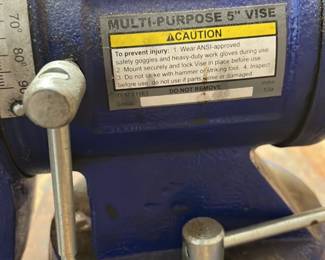 MULTI-PURPOSE 5" VISE
CAUTION
To prevent injury: 1. Wear ANSI-approved
safety goggles and heavy-duty work gloves during use.
2. Mount securely and lock Vise in place before use.
3. Do not strike with hammer or striking tool. 4. Inspect
before use; do not use if parts loose or damaged.
DO NOT REMOVE
70° 80° 90